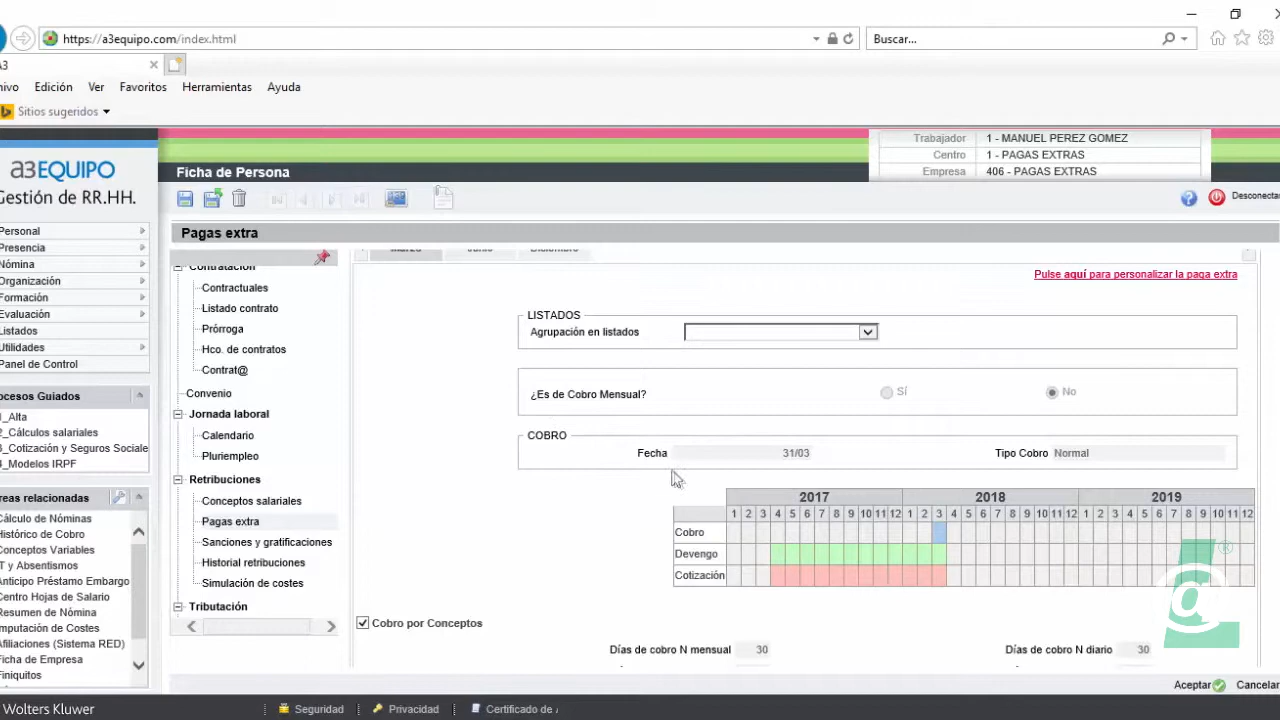 https://a3equipo.com/index.html
Buscar...
A3
Edición Ver Favoritos Herramientas Ayuda
Sitios sugeridos
Trabajador 1 - MANUEL PEREZ GOMEZ
Centro 1 - PAGAS EXTRAS
Empresa 406 - PAGAS EXTRAS
a3EQUIPO
Gestión de RR.HH.
Ficha de Persona
Desconectar
Pagas extra
Personal
Presencia
Nómina
Organización
Formación
Evaluación
Listados
Utilidades
Panel de Control
ocesos Guiados
1_Alta
2_Cálculos salariales
3_Cotización y Seguros Sociale
4_Modelos IRPF
reas relacionadas
Cálculo de Nóminas
Histórico de Cobro
Conceptos Variables
IT y Absentismos
Anticipo Préstamo Embargo
Centro Hojas de Salario
Resumen de Nómina
mputación de Costes
Afiliaciones (Sistema RED)
Ficha de Empresa
Finiquitos
Contratación
Contractuales
Listado contrato
Prórroga
Hco. de contratos
Contrat@
Convenio
Jornada laboral
Calendario
Pluriempleo
Retribuciones
Conceptos salariales
Pagas extra
Sanciones y gratificaciones
Historial retribuciones
Simulación de costes
Tributación
Marzo Junio Diciembre
Pulse aquí para personalizar la paga extra
LISTADOS
Agrupación en listados
¿Es de Cobro Mensual? Sí No
COBRO
Fecha 31/03 Tipo Cobro Normal
2017 2018 2019
1 2 3 4 5 6 7 8 9 10 11 12 1 2 3 4 5 6 7 8 9 10 11 12 1 2 3 4 5 6 7 8 9 10 11 12
Cobro
Devengo
Cotización
Cobro por Conceptos
Días de cobro N mensual 30 Días de cobro N diario 30
Aceptar Cancelar
Wolters Kluwer Seguridad Privacidad Certificado de
@ ®